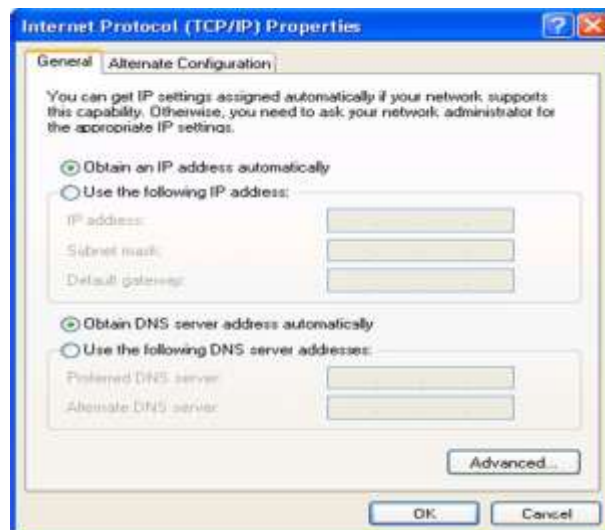 Internet Protocol (TCP/IP) Properties
General
Alternate Configuration
You can get IP settings assigned automatically if your network supports
this capability. Otherwise, you need to ask your network administrator for
the appropriate IP settings.
Obtain an IP address automatically
Use the following IP address:
IP address:
Subnet mask:
Default gateway:
Obtain DNS server address automatically
Use the following DNS server addresses:
Preferred DNS server:
Alternate DNS server:
Advanced...
OK
Cancel